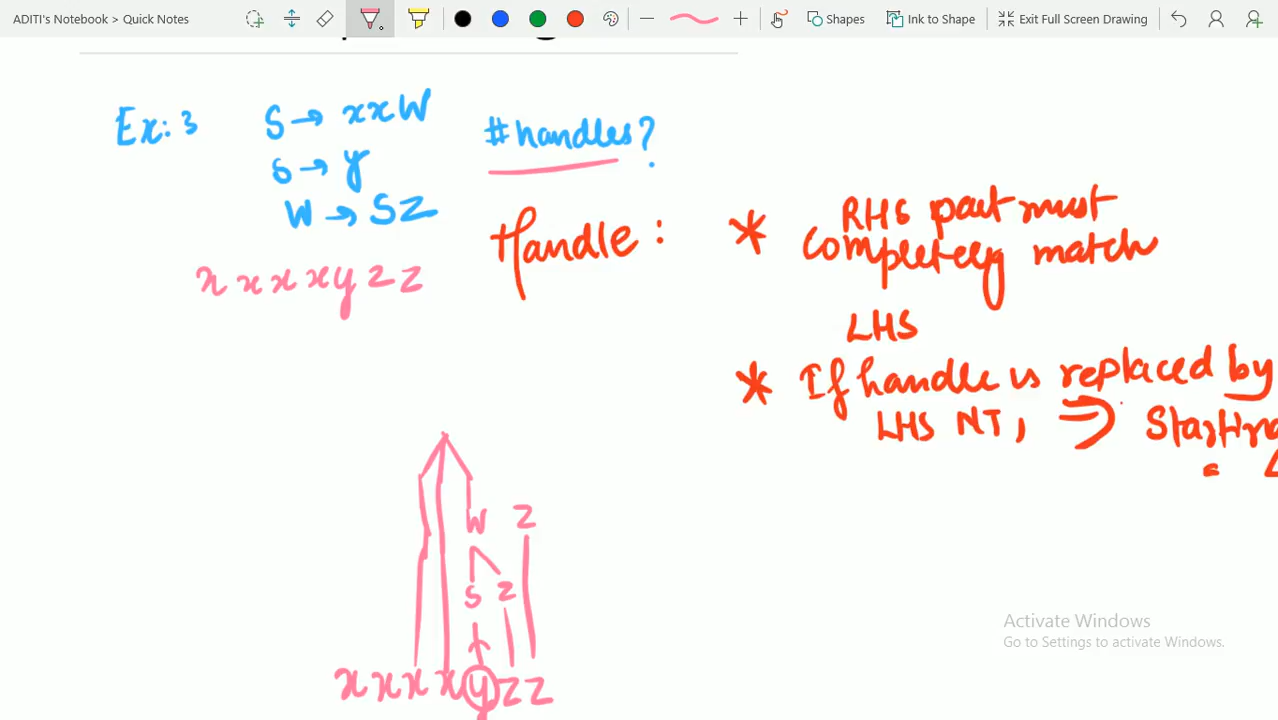 ADITI's Notebook > Quick Notes
Shapes
Ink to Shape
Exit Full Screen Drawing
Ex: 3 S → xxW
S → y
W → SZ
#handles?
xxxxyzz
Handle:
* RHS part must
completely match
LHS
* If handle is replaced by
LHS NT, ⇒ Starting
W Z
S Z
xxxxyzz
Activate Windows
Go to Settings to activate Windows.